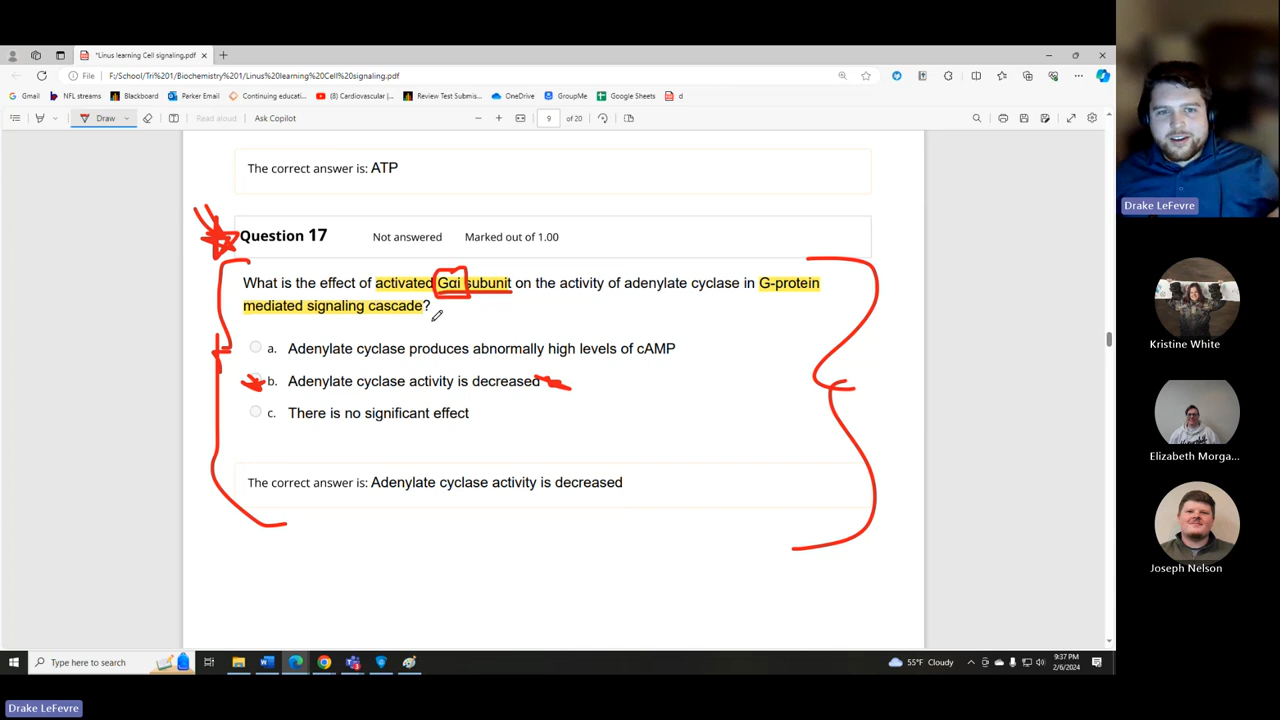 *Linus learning Cell signaling.pdf
File F:/School/Tri%201/Biochemistry%201/Linus%20learning%20Cell%20signaling.pdf
Gmail NFL streams Blackboard Parker Email Continuing educati... (8) Cardiovascular |... Review Test Submis... OneDrive GroupMe Google Sheets d
Draw Read aloud Ask Copilot 9 of 20
The correct answer is: ATP
Question 17 Not answered Marked out of 1.00
What is the effect of activated Gαi subunit on the activity of adenylate cyclase in G-protein
mediated signaling cascade?
a. Adenylate cyclase produces abnormally high levels of cAMP
b. Adenylate cyclase activity is decreased
c. There is no significant effect
The correct answer is: Adenylate cyclase activity is decreased
Type here to search
55°F Cloudy
9:37 PM
2/6/2024
Drake LeFevre
Kristine White
Elizabeth Morga...
Joseph Nelson
Drake LeFevre